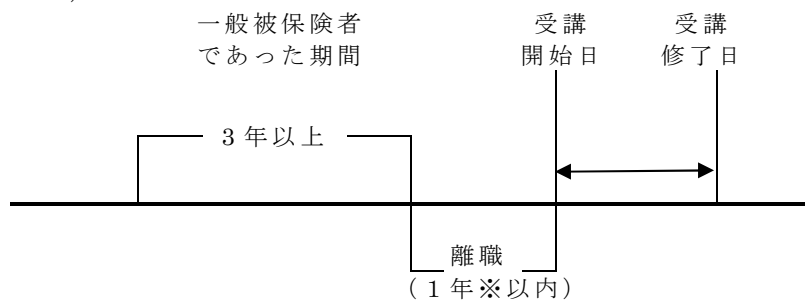 一般被保険者
であった期間
受講
開始日
受講
修了日
3年以上
離職
(1年※以内)